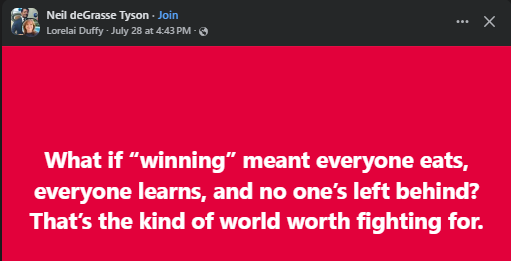 Neil deGrasse Tyson · Join
Lorelai Duffy · July 28 at 4:43 PM ·
What if “winning” meant everyone eats,
everyone learns, and no one’s left behind?
That’s the kind of world worth fighting for.